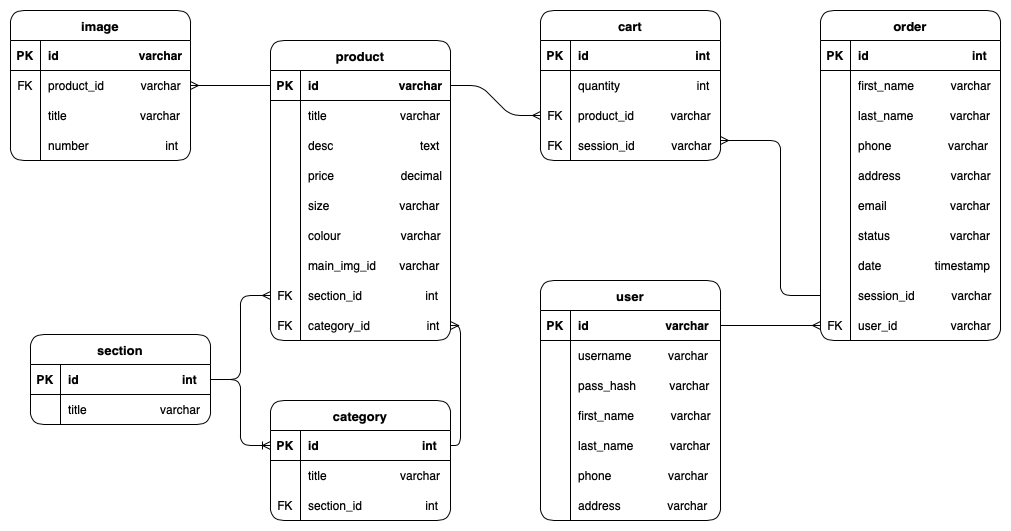 image
PK id varchar
FK product_id varchar
title varchar
number int
product
PK id varchar
title varchar
desc text
price decimal
size varchar
colour varchar
main_img_id varchar
FK section_id int
FK category_id int
cart
PK id int
quantity int
FK product_id varchar
FK session_id varchar
order
PK id int
first_name varchar
last_name varchar
phone varchar
address varchar
email varchar
status varchar
date timestamp
session_id varchar
FK user_id varchar
section
PK id int
title varchar
category
PK id int
title varchar
FK section_id int
user
PK id varchar
username varchar
pass_hash varchar
first_name varchar
last_name varchar
phone varchar
address varchar